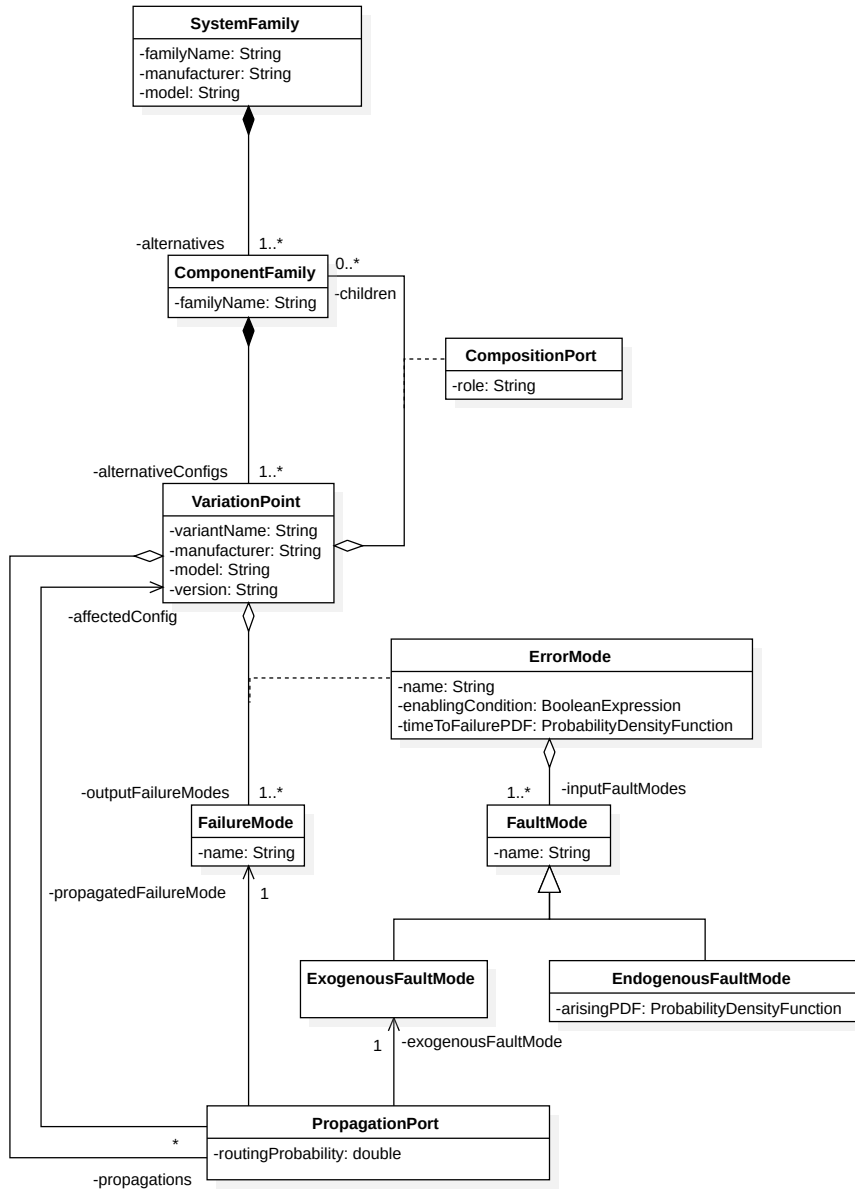 SystemFamily
-familyName: String
-manufacturer: String
-model: String
-alternatives 1..*
ComponentFamily
-familyName: String
0..*
-children
CompositionPort
-role: String
-alternativeConfigs 1..*
VariationPoint
-variantName: String
-manufacturer: String
-model: String
-version: String
-affectedConfig
ErrorMode
-name: String
-enablingCondition: BooleanExpression
-timeToFailurePDF: ProbabilityDensityFunction
-outputFailureModes 1..*
1..* -inputFaultModes
FailureMode
-name: String
FaultMode
-name: String
-propagatedFailureMode 1
ExogenousFaultMode
EndogenousFaultMode
-arisingPDF: ProbabilityDensityFunction
1 -exogenousFaultMode
PropagationPort
-routingProbability: double
*
-propagations